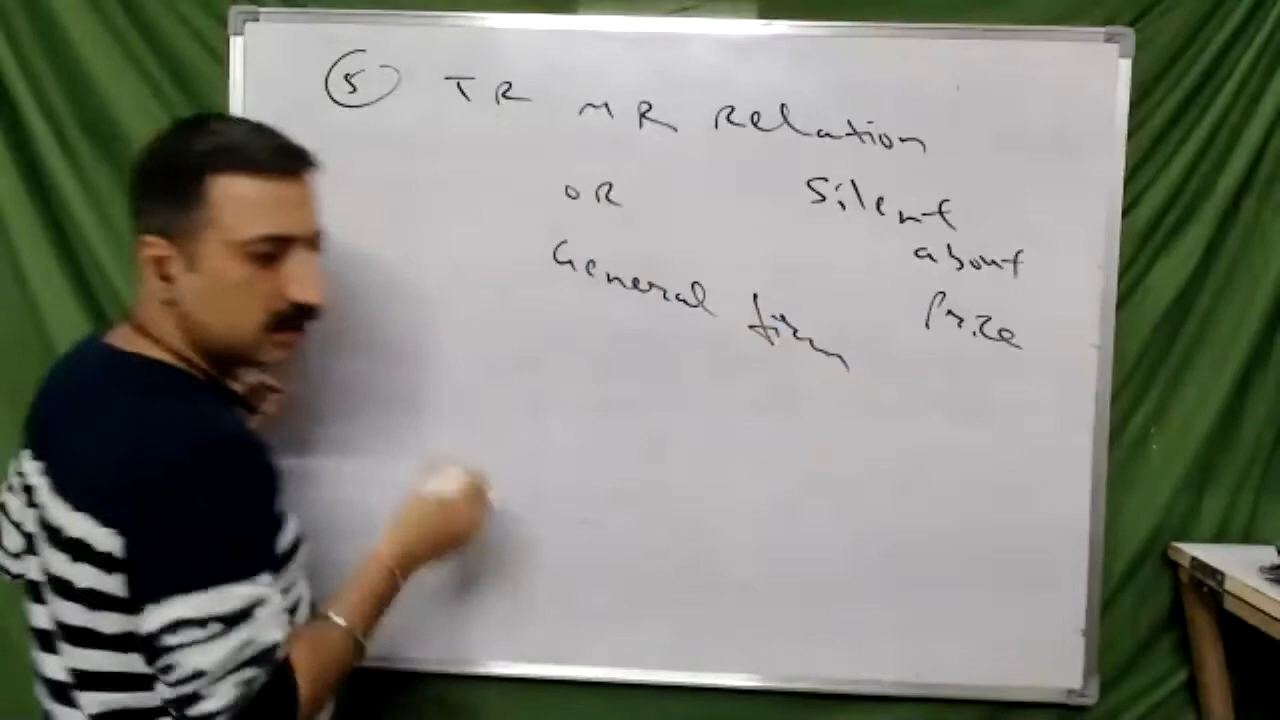 5 TR MR Relation
OR
General firm
Silent
about
Price